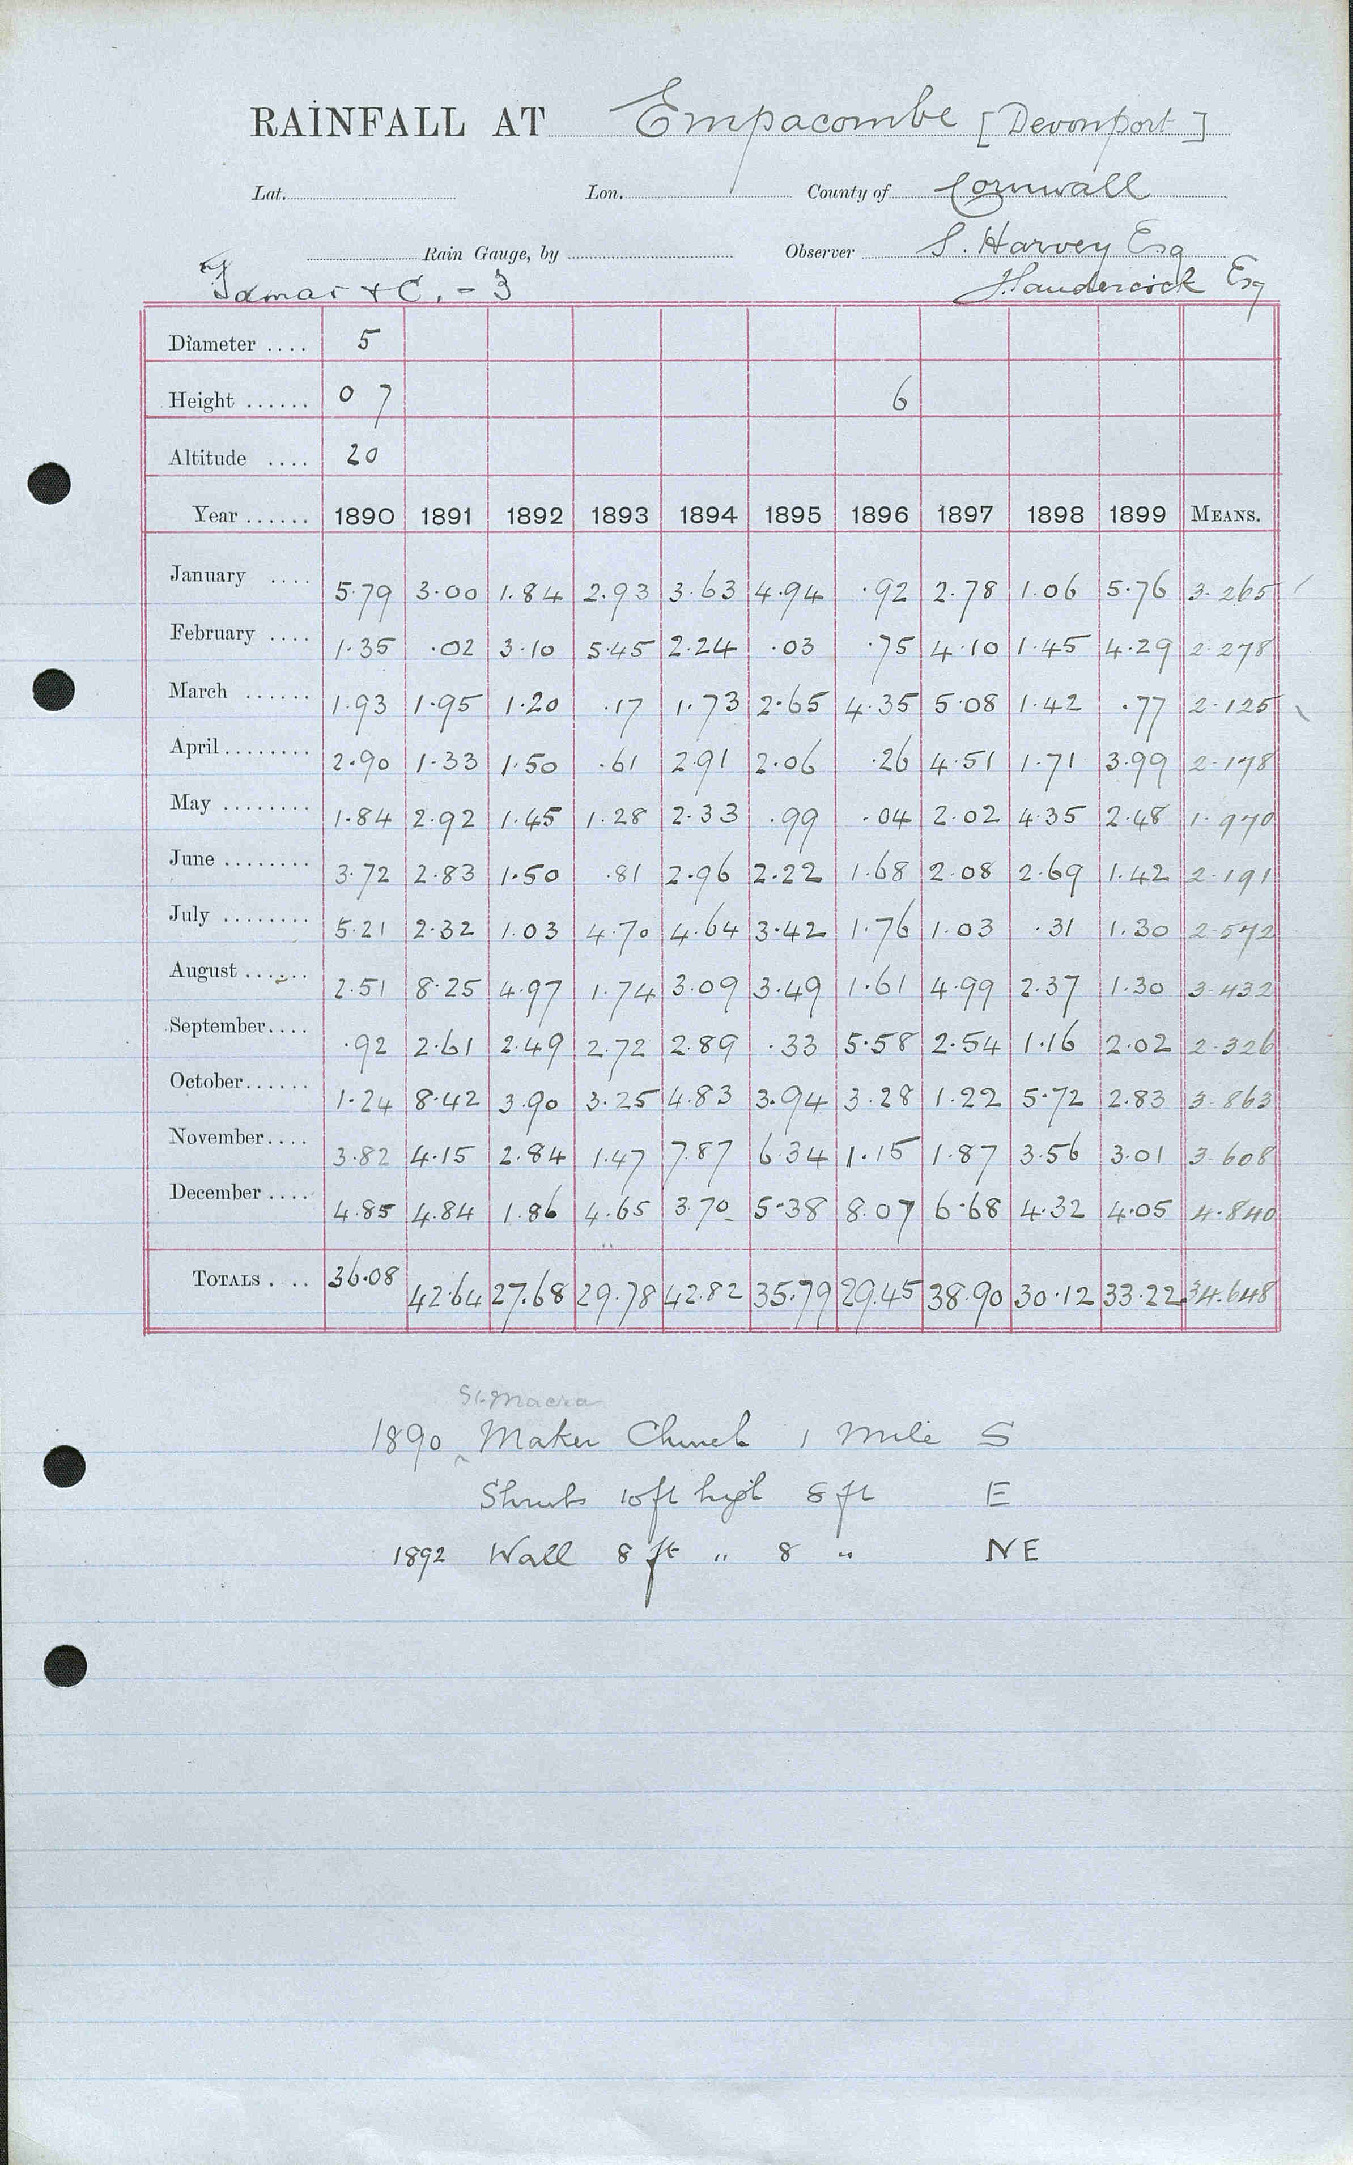 RAINFALL AT Empacombe [Devonport]
Lat. Lon. County of Cornwall
Rain Gauge, by Observer S. Harvey Esq
Tamar & C. - 3 Esq
Diameter .... 5
Height ...... 0 7 6
Altitude .... 20
Year ...... 1890 1891 1892 1893 1894 1895 1896 1897 1898 1899 MEANS.
January .... 5.79 3.00 1.84 2.93 3.63 4.94 .92 2.78 1.06 5.76 3.265
February .... 1.35 .02 3.10 5.45 2.24 .03 .75 4.10 1.45 4.29 2.278
March ...... 1.93 1.95 1.20 .17 1.73 2.65 4.35 5.08 1.42 .77 2.125
April ........ 2.90 1.33 1.50 .61 2.91 2.06 .26 4.51 1.71 3.99 2.178
May ........ 1.84 2.92 1.45 1.28 2.33 .99 .04 2.02 4.35 2.48 1.970
June ........ 3.72 2.83 1.50 .81 2.96 2.22 1.68 2.08 2.69 1.42 2.191
July ........ 5.21 2.32 1.03 4.70 4.64 3.42 1.76 1.03 .31 1.30 2.572
August ...... 2.51 8.25 4.97 1.74 3.09 3.49 1.61 4.99 2.37 1.30 3.432
September.... .92 2.61 2.49 2.72 2.89 .33 5.58 2.54 1.16 2.02 2.326
October...... 1.24 8.42 3.90 3.25 4.83 3.94 3.28 1.22 5.72 2.83 3.863
November.... 3.82 4.15 2.84 1.47 7.87 6.34 1.15 1.87 3.56 3.01 3.608
December .... 4.85 4.84 1.86 4.65 3.70 5.38 8.07 6.68 4.32 4.05 4.840
TOTALS . .. 36.08 42.64 27.68 29.78 42.82 35.79 29.45 38.90 30.12 33.22 34.648
1890 Maker Church 1 mile S
Shrubs 10ft high 8 ft E
1892 Wall 8 ft " 8 " NE